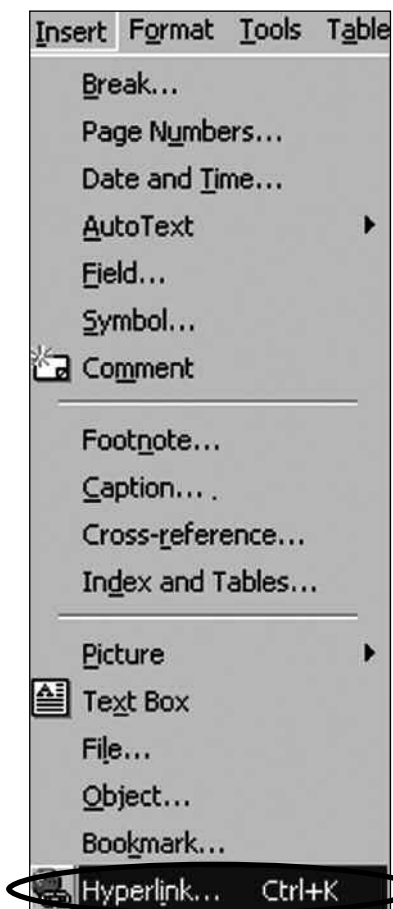 Insert Format Tools Table
Break...
Page Numbers...
Date and Time...
AutoText
Field...
Symbol...
Comment
Footnote...
Caption... .
Cross-reference...
Index and Tables...
Picture
Text Box
File...
Object...
Bookmark...
Hyperlink... Ctrl+K